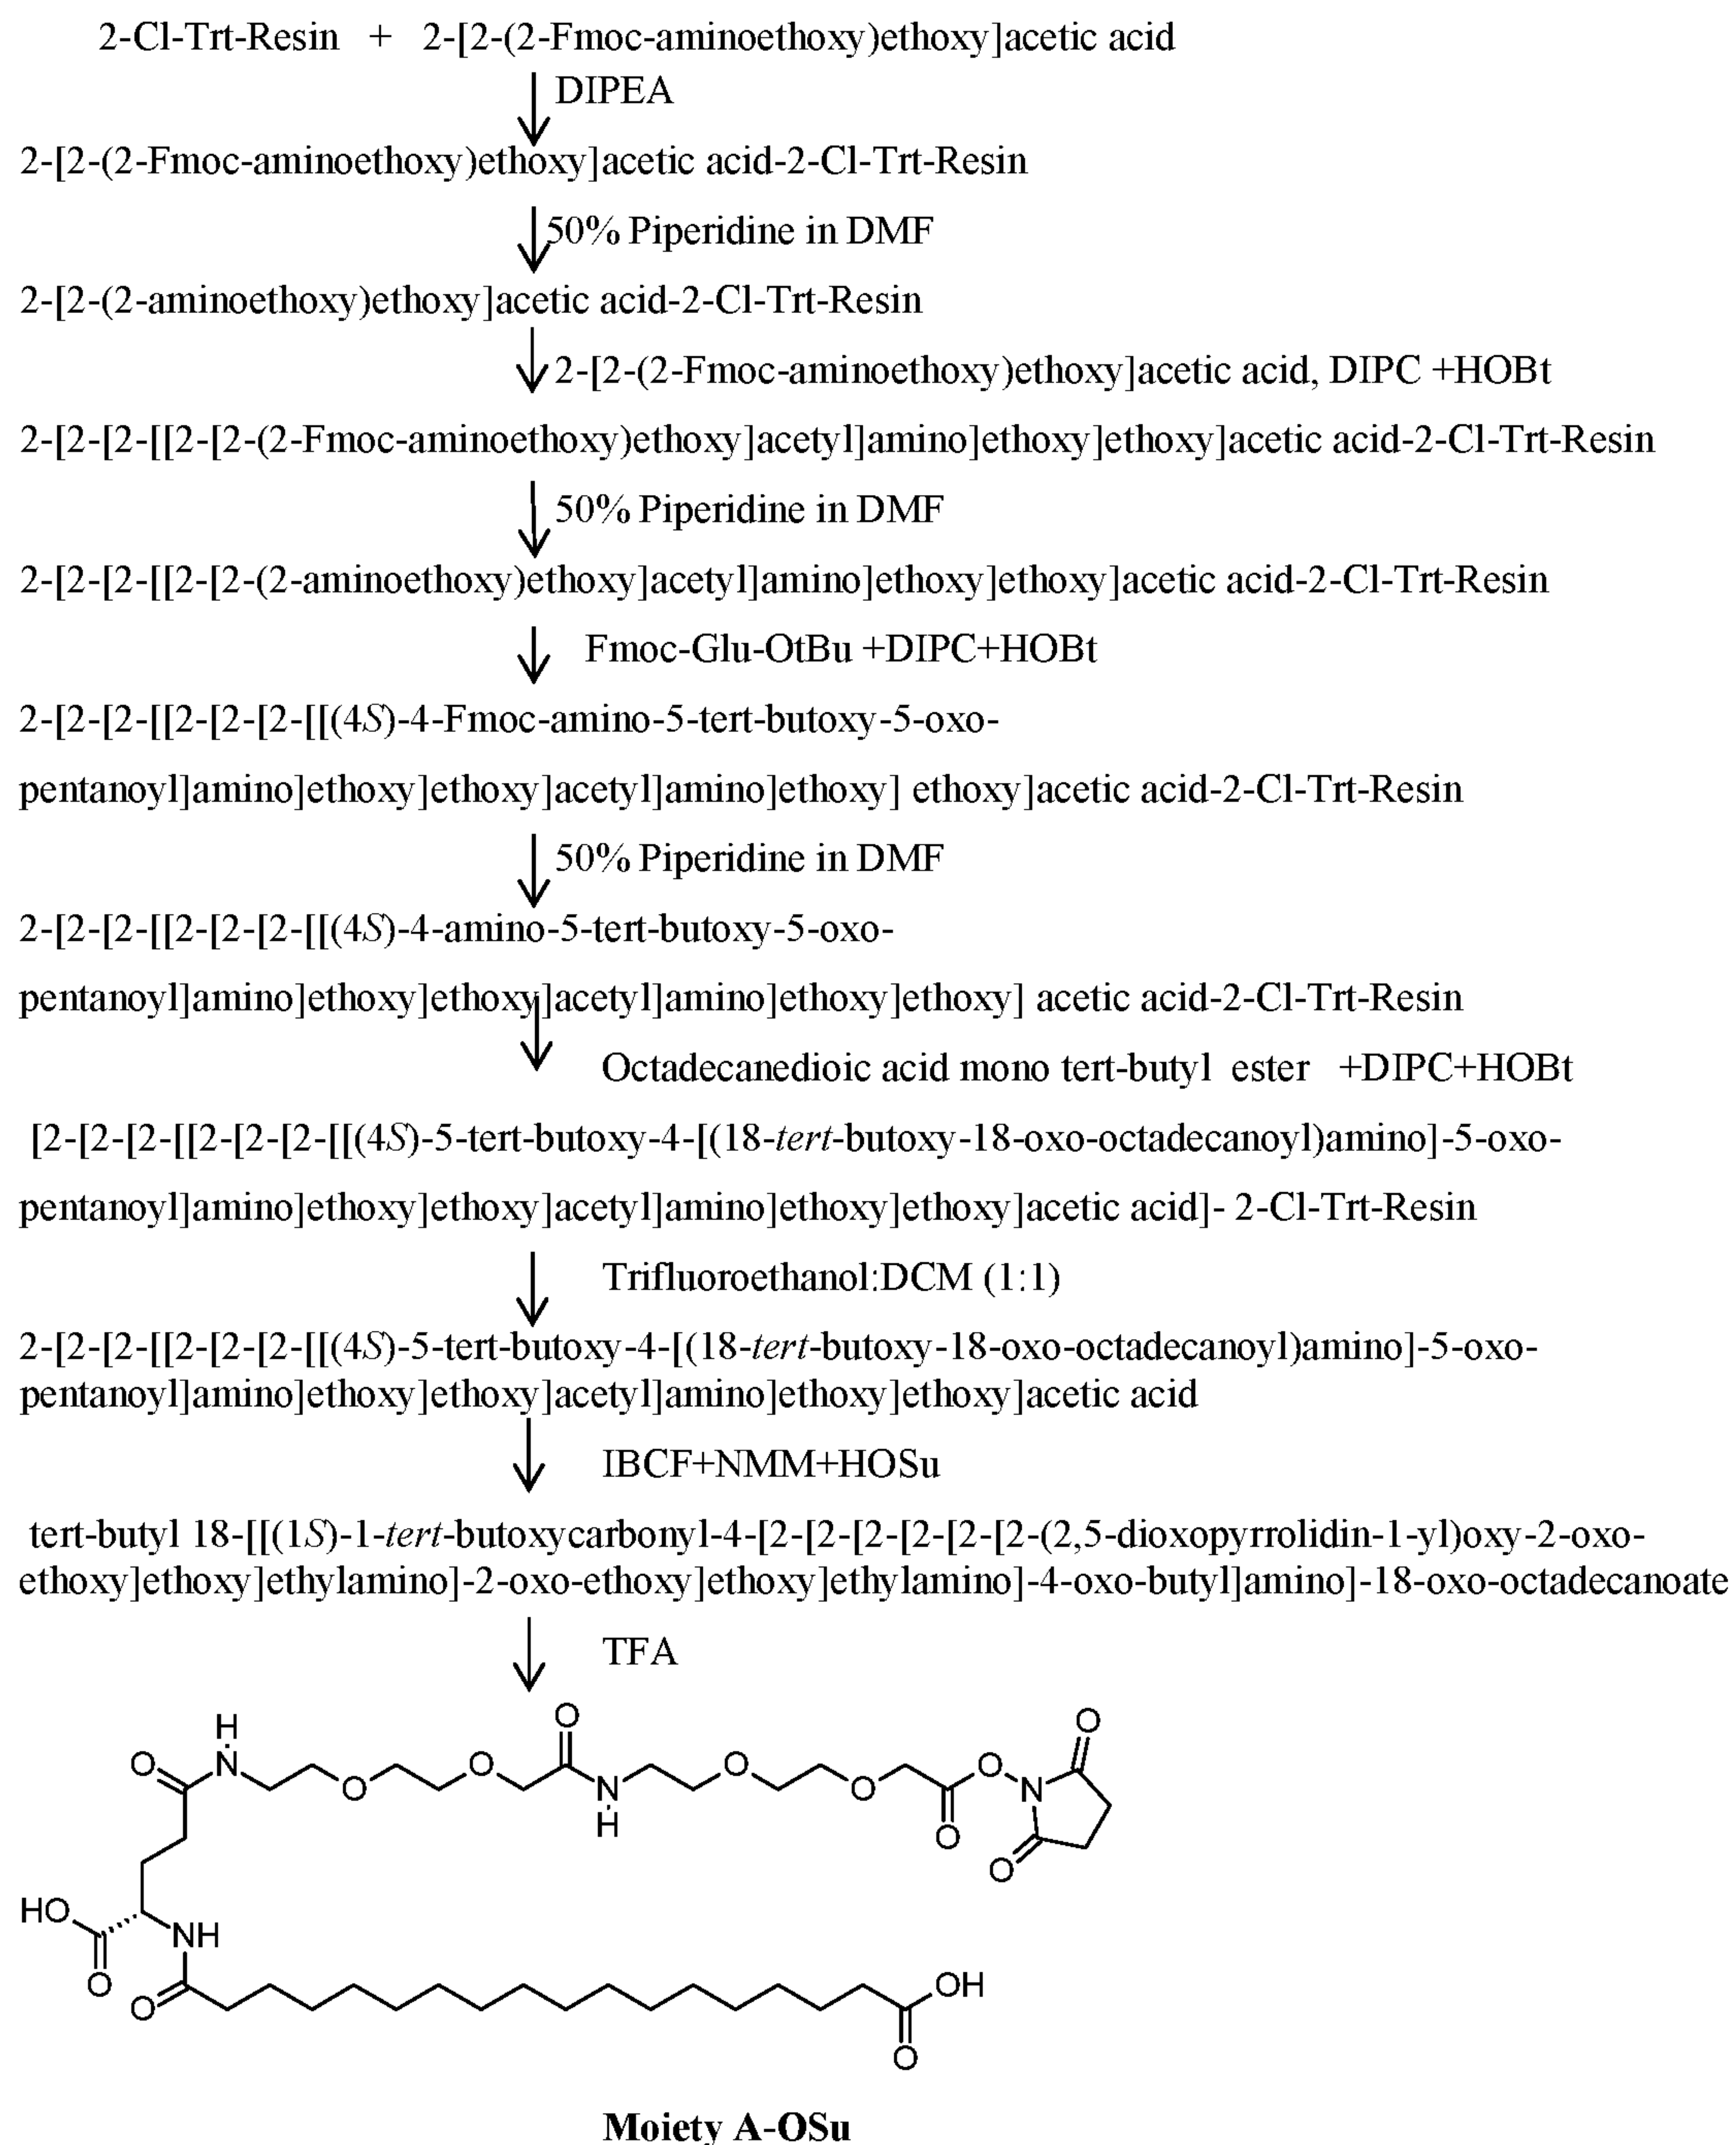 2-Cl-Trt-Resin + 2-[2-(2-Fmoc-aminoethoxy)ethoxy]acetic acid
DIPEA
2-[2-(2-Fmoc-aminoethoxy)ethoxy]acetic acid-2-Cl-Trt-Resin
50% Piperidine in DMF
2-[2-(2-aminoethoxy)ethoxy]acetic acid-2-Cl-Trt-Resin
2-[2-(2-Fmoc-aminoethoxy)ethoxy]acetic acid, DIPC +HOBt
2-[2-[2-[[2-[2-(2-Fmoc-aminoethoxy)ethoxy]acetyl]amino]ethoxy]ethoxy]acetic acid-2-Cl-Trt-Resin
50% Piperidine in DMF
2-[2-[2-[[2-[2-(2-aminoethoxy)ethoxy]acetyl]amino]ethoxy]ethoxy]acetic acid-2-Cl-Trt-Resin
Fmoc-Glu-OtBu +DIPC+HOBt
2-[2-[2-[[2-[2-[2-[[(4S)-4-Fmoc-amino-5-tert-butoxy-5-oxo-
pentanoyl]amino]ethoxy]ethoxy]acetyl]amino]ethoxy] ethoxy]acetic acid-2-Cl-Trt-Resin
50% Piperidine in DMF
2-[2-[2-[[2-[2-[2-[[(4S)-4-amino-5-tert-butoxy-5-oxo-
pentanoyl]amino]ethoxy]ethoxy]acetyl]amino]ethoxy]ethoxy] acetic acid-2-Cl-Trt-Resin
Octadecanedioic acid mono tert-butyl ester +DIPC+HOBt
[2-[2-[2-[[2-[2-[2-[[(4S)-5-tert-butoxy-4-[(18-tert-butoxy-18-oxo-octadecanoyl)amino]-5-oxo-
pentanoyl]amino]ethoxy]ethoxy]acetyl]amino]ethoxy]ethoxy]acetic acid]- 2-Cl-Trt-Resin
Trifluoroethanol:DCM (1:1)
2-[2-[2-[[2-[2-[2-[[(4S)-5-tert-butoxy-4-[(18-tert-butoxy-18-oxo-octadecanoyl)amino]-5-oxo-
pentanoyl]amino]ethoxy]ethoxy]acetyl]amino]ethoxy]ethoxy]acetic acid
IBCF+NMM+HOSu
tert-butyl 18-[[(1S)-1-tert-butoxycarbonyl-4-[2-[2-[2-[2-[2-[2-(2,5-dioxopyrrolidin-1-yl)oxy-2-oxo-
ethoxy]ethoxy]ethylamino]-2-oxo-ethoxy]ethoxy]ethylamino]-4-oxo-butyl]amino]-18-oxo-octadecanoate
TFA
H O O
O N O O N H O O O O N O
HO O NH
O OH
O
Moiety A-OSu